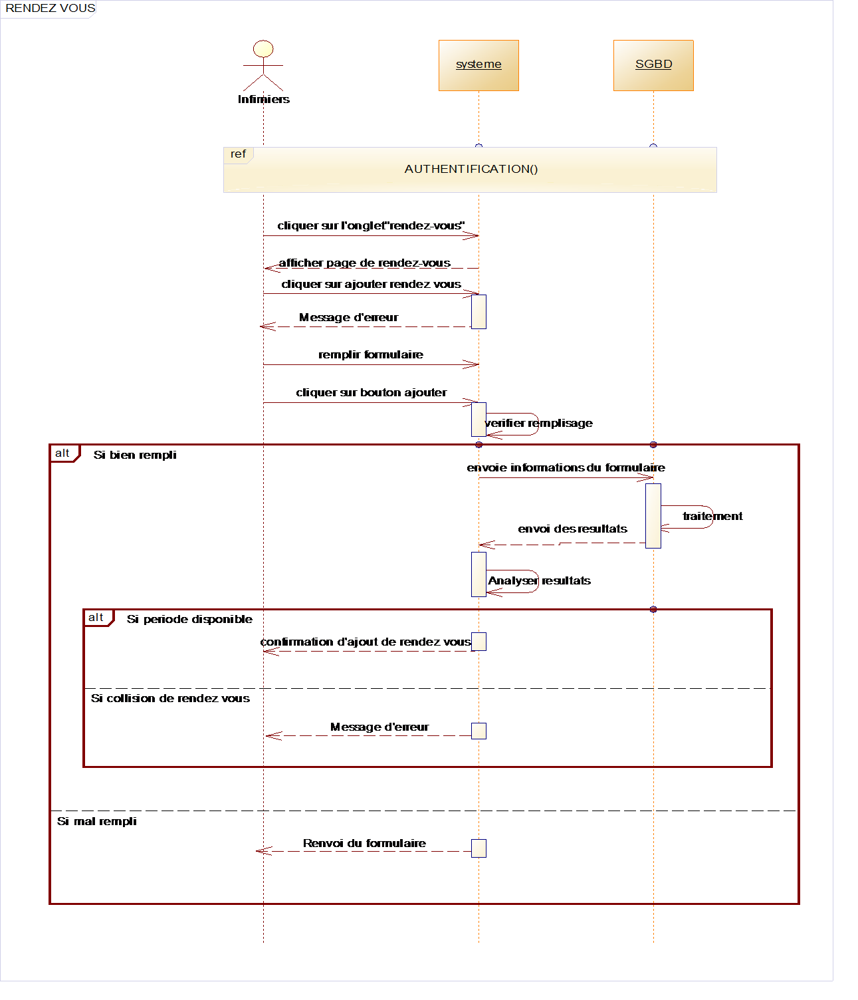 RENDEZ VOUS
systeme
SGBD
Infirmiers
ref
AUTHENTIFICATION()
cliquer sur l'onglet"rendez-vous"
afficher page de rendez-vous
cliquer sur ajouter rendez vous
Message d'erreur
remplir formulaire
cliquer sur bouton ajouter
verifier remplisage
alt
Si bien rempli
envoie informations du formulaire
traitement
envoi des resultats
Analyser resultats
alt
Si periode disponible
confirmation d'ajout de rendez vous
Si collision de rendez vous
Message d'erreur
Si mal rempli
Renvoi du formulaire